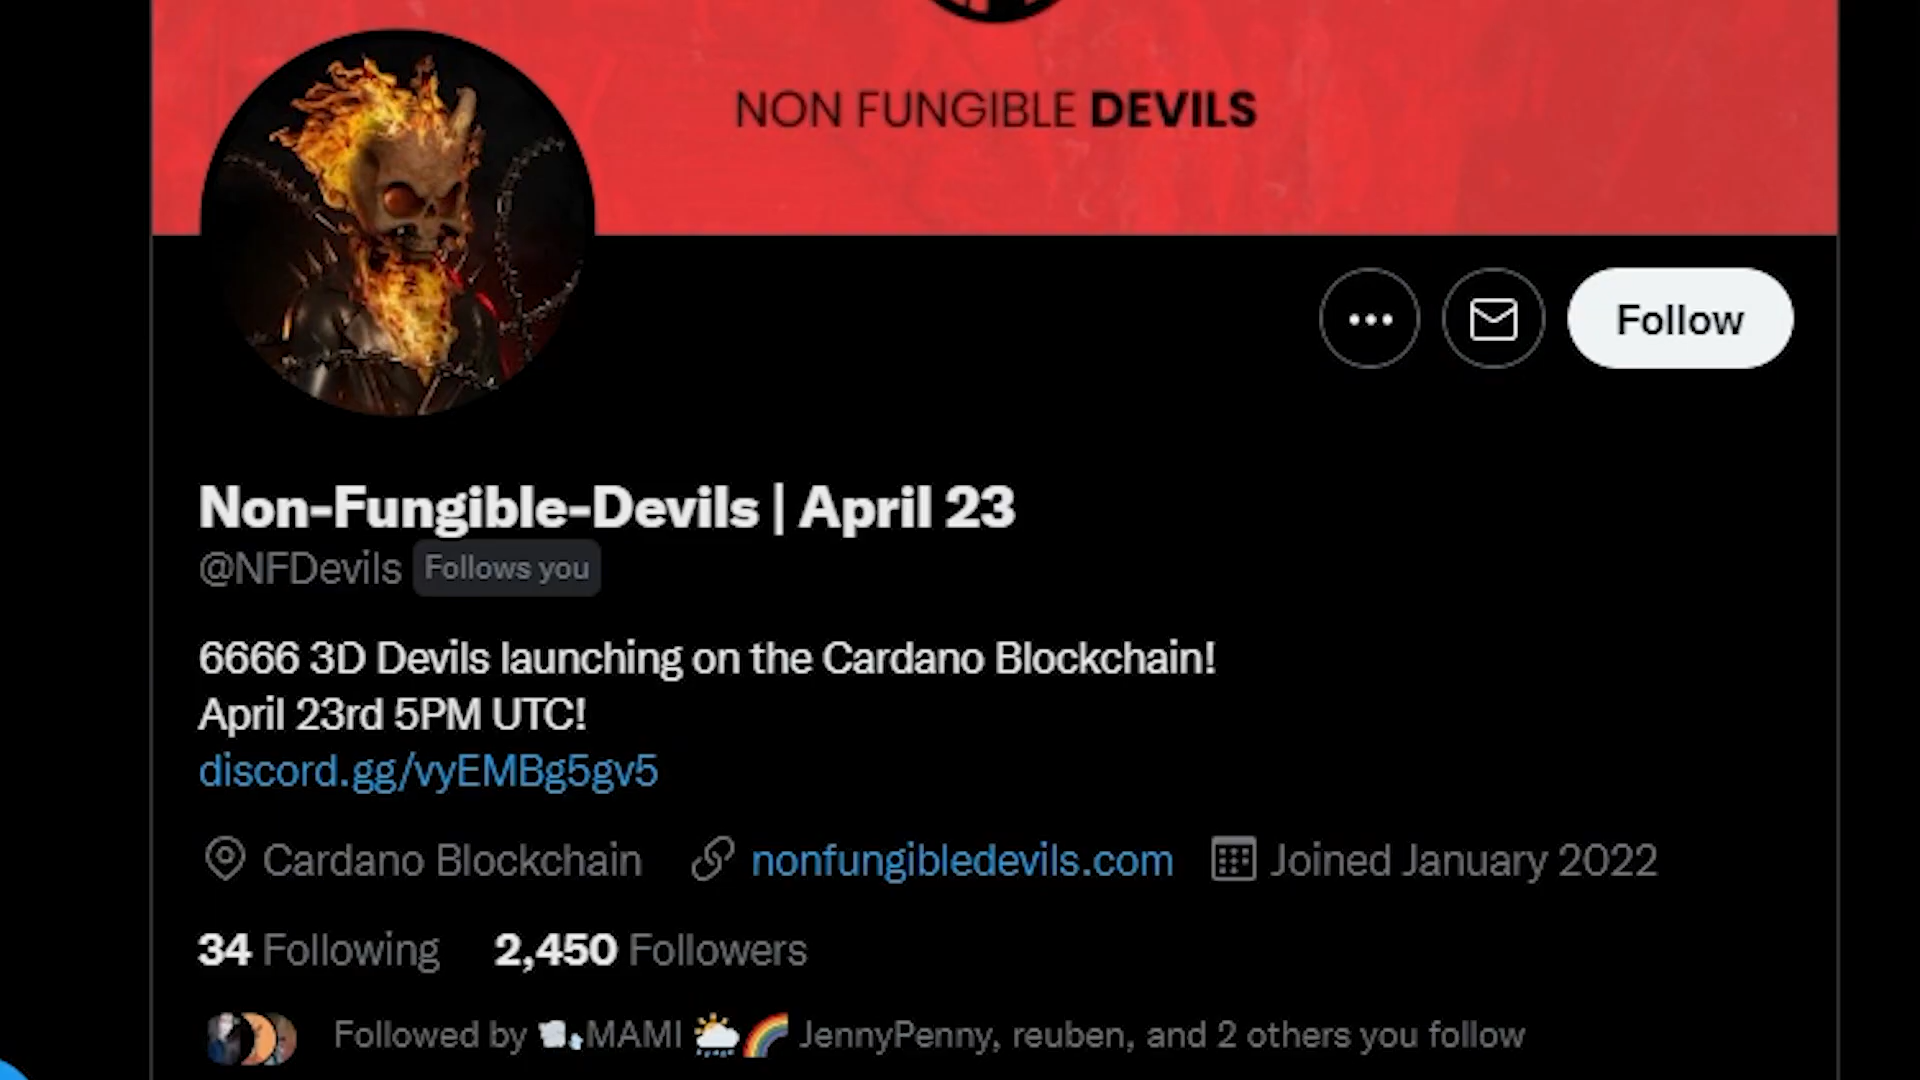 NON FUNGIBLE DEVILS
Follow
Non-Fungible-Devils | April 23
@NFDevils Follows you
6666 3D Devils launching on the Cardano Blockchain!
April 23rd 5PM UTC!
discord.gg/vyEMBg5gv5
Cardano Blockchain nonfungibledevils.com Joined January 2022
34 Following 2,450 Followers
Followed by MAMI 🌦️🌈 JennyPenny, reuben, and 2 others you follow